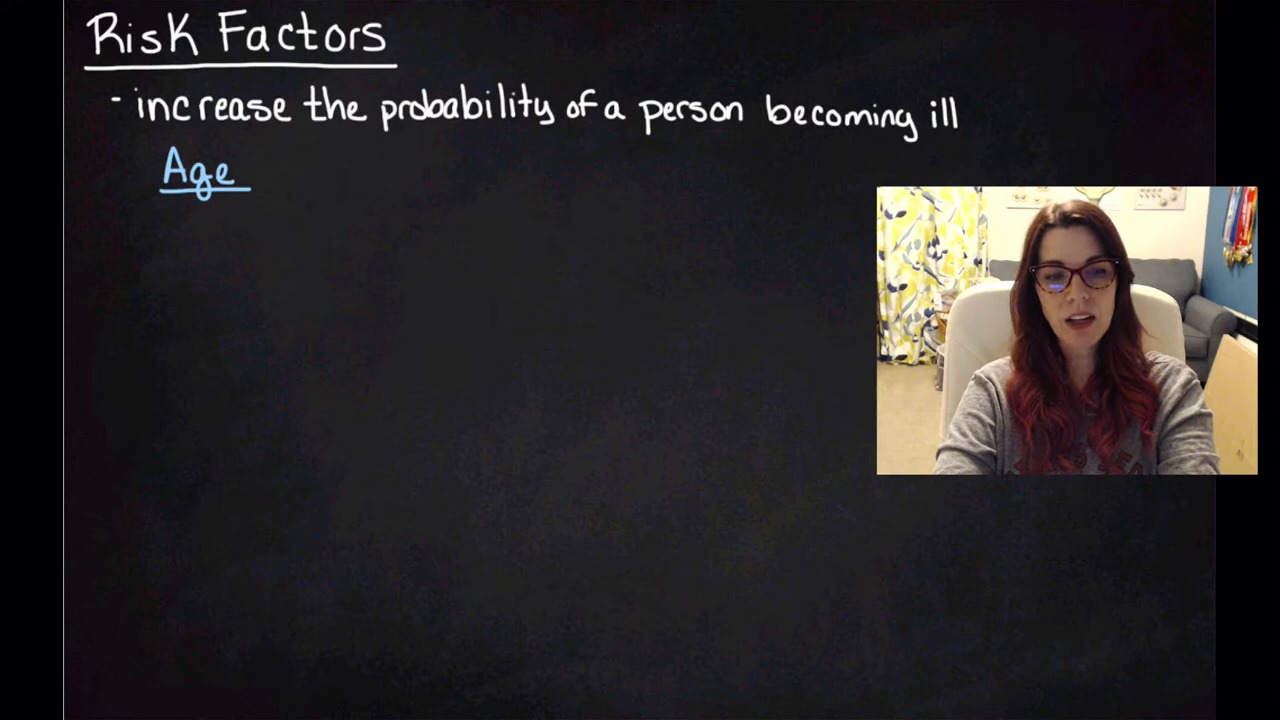 Risk Factors
- increase the probability of a person becoming ill
Age